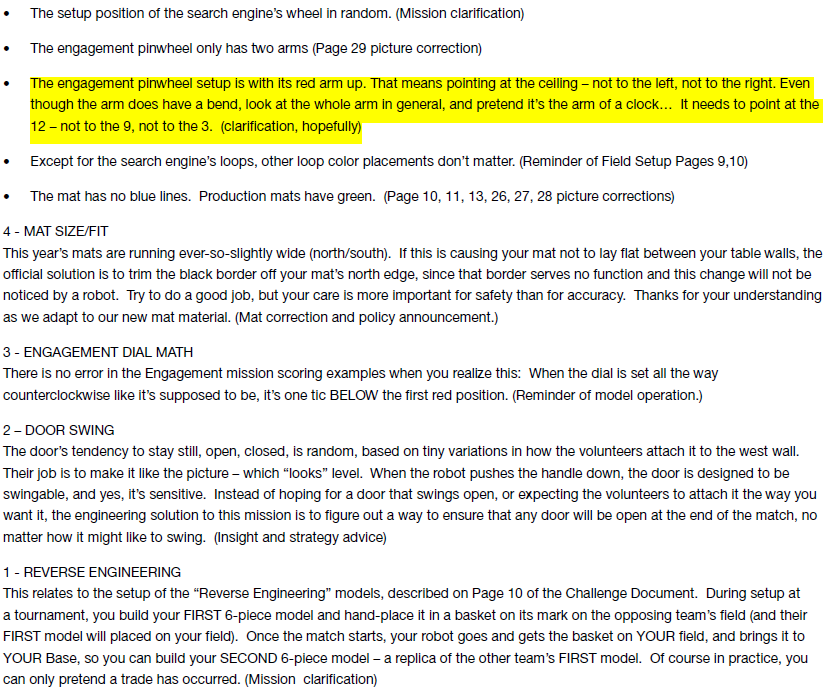 • The setup position of the search engine's wheel in random. (Mission clarification)
• The engagement pinwheel only has two arms (Page 29 picture correction)
• The engagement pinwheel setup is with its red arm up. That means pointing at the ceiling – not to the left, not to the right. Even
though the arm does have a bend, look at the whole arm in general, and pretend it's the arm of a clock… It needs to point at the
12 – not to the 9, not to the 3. (clarification, hopefully)
• Except for the search engine's loops, other loop color placements don't matter. (Reminder of Field Setup Pages 9,10)
• The mat has no blue lines. Production mats have green. (Page 10, 11, 13, 26, 27, 28 picture corrections)
4 - MAT SIZE/FIT
This year's mats are running ever-so-slightly wide (north/south). If this is causing your mat not to lay flat between your table walls, the
official solution is to trim the black border off your mat's north edge, since that border serves no function and this change will not be
noticed by a robot. Try to do a good job, but your care is more important for safety than for accuracy. Thanks for your understanding
as we adapt to our new mat material. (Mat correction and policy announcement.)
3 - ENGAGEMENT DIAL MATH
There is no error in the Engagement mission scoring examples when you realize this: When the dial is set all the way
counterclockwise like it's supposed to be, it's one tic BELOW the first red position. (Reminder of model operation.)
2 – DOOR SWING
The door's tendency to stay still, open, closed, is random, based on tiny variations in how the volunteers attach it to the west wall.
Their job is to make it like the picture – which "looks" level. When the robot pushes the handle down, the door is designed to be
swingable, and yes, it's sensitive. Instead of hoping for a door that swings open, or expecting the volunteers to attach it the way you
want it, the engineering solution to this mission is to figure out a way to ensure that any door will be open at the end of the match, no
matter how it might like to swing. (Insight and strategy advice)
1 - REVERSE ENGINEERING
This relates to the setup of the "Reverse Engineering" models, described on Page 10 of the Challenge Document. During setup at
a tournament, you build your FIRST 6-piece model and hand-place it in a basket on its mark on the opposing team's field (and their
FIRST model will placed on your field). Once the match starts, your robot goes and gets the basket on YOUR field, and brings it to
YOUR Base, so you can build your SECOND 6-piece model – a replica of the other team's FIRST model. Of course in practice, you
can only pretend a trade has occurred. (Mission clarification)